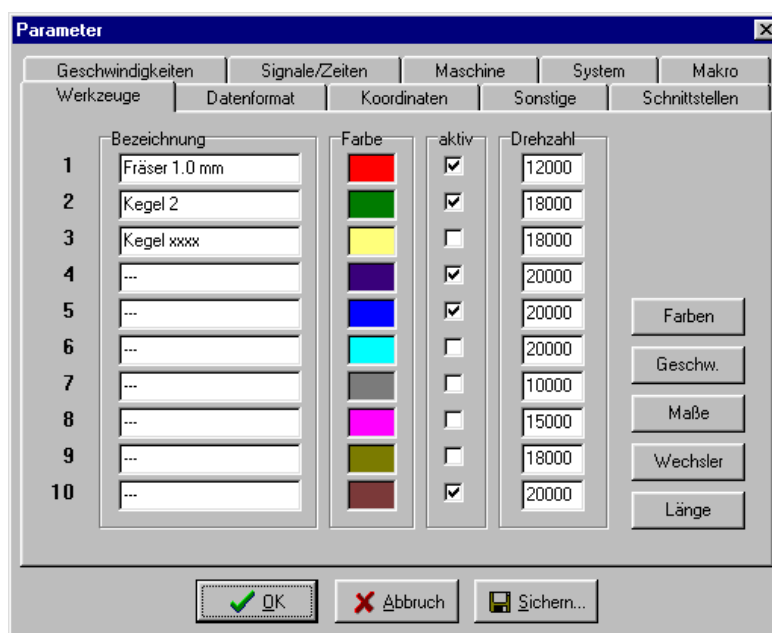 Parameter
Geschwindigkeiten Signale/Zeiten Maschine System Makro
Werkzeuge Datenformat Koordinaten Sonstige Schnittstellen
Bezeichnung Farbe aktiv Drehzahl
1 Fräser 1.0 mm 12000
2 Kegel 2 18000
3 Kegel xxxx 18000
4 --- 20000
5 --- 20000
Farben
6 --- 20000
Geschw.
7 --- 10000
8 --- 15000
Maße
9 --- 18000
Wechsler
10 --- 20000
Länge
OK Abbruch Sichern...